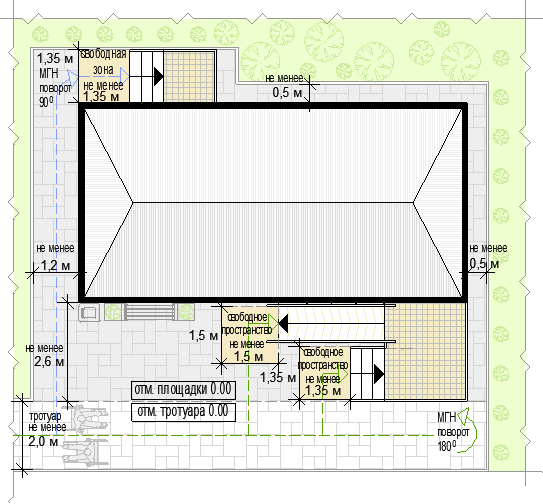 1,35 м
свободная
зона
не менее
1,35 м
МГН
поворот
90⁰
не менее
0,5 м
не менее
1,2 м
не менее
0,5 м
не менее
2,6 м
1,5 м
свободное
пространство
не менее
1,5 м
1,35 м
свободное
пространство
не менее
1,35 м
отм. площадки 0.00
отм. тротуара 0.00
тротуар
не менее
2,0 м
МГН
поворот
180⁰